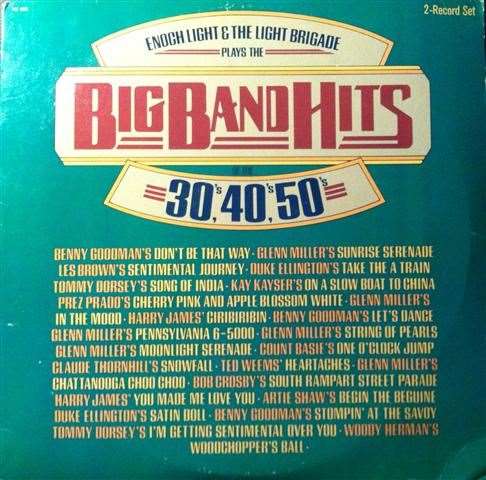 2-Record Set
ENOCH LIGHT & THE LIGHT BRIGADE
PLAYS THE
BIG BAND HITS
OF THE
30's, 40's, 50's
BENNY GOODMAN'S DON'T BE THAT WAY · GLENN MILLER'S SUNRISE SERENADE
LES BROWN'S SENTIMENTAL JOURNEY · DUKE ELLINGTON'S TAKE THE A TRAIN
TOMMY DORSEY'S SONG OF INDIA · KAY KAYSER'S ON A SLOW BOAT TO CHINA
PREZ PRADO'S CHERRY PINK AND APPLE BLOSSOM WHITE · GLENN MILLER'S
IN THE MOOD · HARRY JAMES' CIRIBIRIBIN · BENNY GOODMAN'S LET'S DANCE
GLENN MILLER'S PENNSYLVANIA 6-5000 · GLENN MILLER'S STRING OF PEARLS
GLENN MILLER'S MOONLIGHT SERENADE · COUNT BASIE'S ONE O'CLOCK JUMP
CLAUDE THORNHILL'S SNOWFALL · TED WEEMS' HEARTACHES · GLENN MILLER'S
CHATTANOOGA CHOO CHOO · BOB CROSBY'S SOUTH RAMPART STREET PARADE
HARRY JAMES' YOU MADE ME LOVE YOU · ARTIE SHAW'S BEGIN THE BEGUINE
DUKE ELLINGTON'S SATIN DOLL · BENNY GOODMAN'S STOMPIN' AT THE SAVOY
TOMMY DORSEY'S I'M GETTING SENTIMENTAL OVER YOU · WOODY HERMAN'S
WOODCHOPPER'S BALL ·